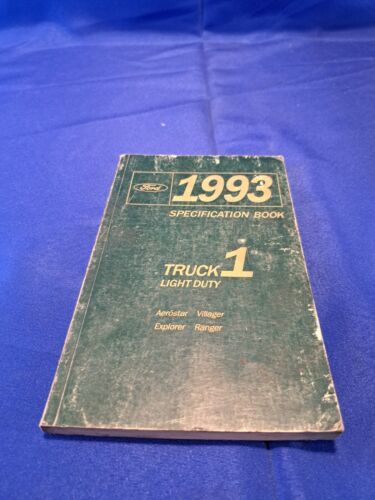 Ford
1993
SPECIFICATION BOOK
TRUCK 1
LIGHT DUTY
Aerostar Villager
Explorer Ranger